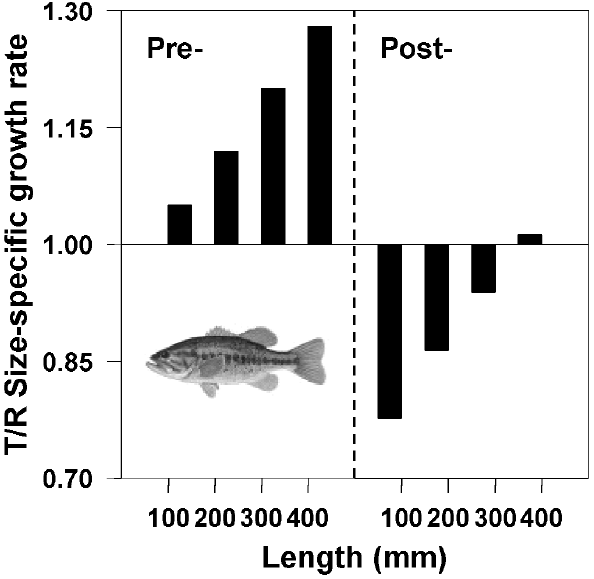 T/R Size-specific growth rate
1.30
1.15
1.00
0.85
0.70
Pre-
Post-
100 200 300 400
100 200 300 400
Length (mm)